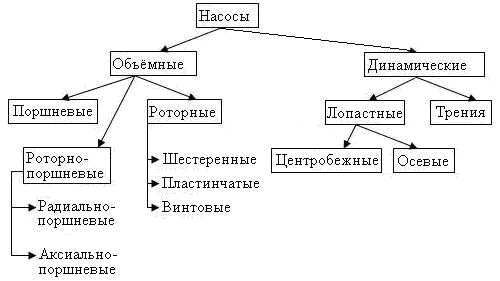 Насосы
Объёмные
Динамические
Поршневые
Роторные
Лопастные
Трения
Роторно-
поршневые
Шестеренные
Центробежные
Осевые
Пластинчатые
Винтовые
Радиально-
поршневые
Аксиально-
поршневые